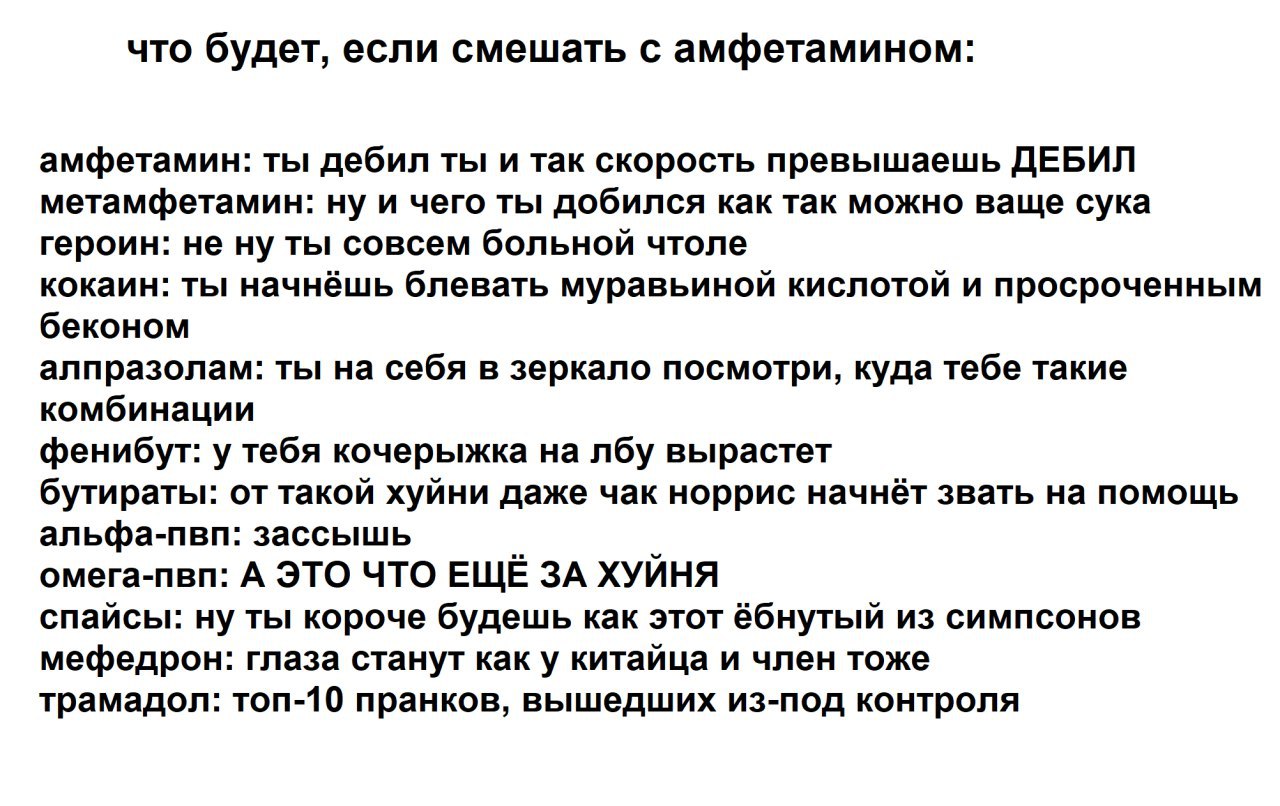 что будет, если смешать с амфетамином:
амфетамин: ты дебил ты и так скорость превышаешь ДЕБИЛ
метамфетамин: ну и чего ты добился как так можно ваще сука
героин: не ну ты совсем больной чтоле
кокаин: ты начнёшь блевать муравьиной кислотой и просроченным
беконом
алпразолам: ты на себя в зеркало посмотри, куда тебе такие
комбинации
фенибут: у тебя кочерыжка на лбу вырастет
бутираты: от такой хуйни даже чак норрис начнёт звать на помощь
альфа-пвп: зассышь
омега-пвп: А ЭТО ЧТО ЕЩЁ ЗА ХУЙНЯ
спайсы: ну ты короче будешь как этот ёбнутый из симпсонов
мефедрон: глаза станут как у китайца и член тоже
трамадол: топ-10 пранков, вышедших из-под контроля